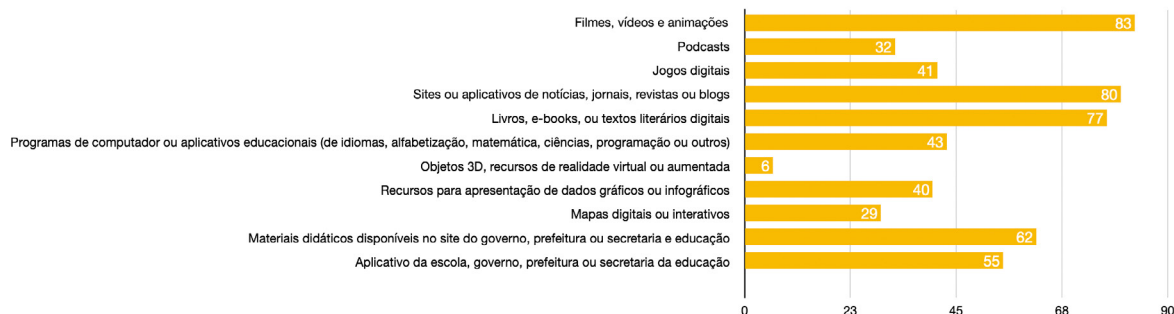 Filmes, vídeos e animações 83
Podcasts 32
Jogos digitais 41
Sites ou aplicativos de notícias, jornais, revistas ou blogs 80
Livros, e-books, ou textos literários digitais 77
Programas de computador ou aplicativos educacionais (de idiomas, alfabetização, matemática, ciências, programação ou outros) 43
Objetos 3D, recursos de realidade virtual ou aumentada 6
Recursos para apresentação de dados gráficos ou infográficos 40
Mapas digitais ou interativos 29
Materiais didáticos disponíveis no site do governo, prefeitura ou secretaria e educação 62
Aplicativo da escola, governo, prefeitura ou secretaria da educação 55
0 23 45 68 90